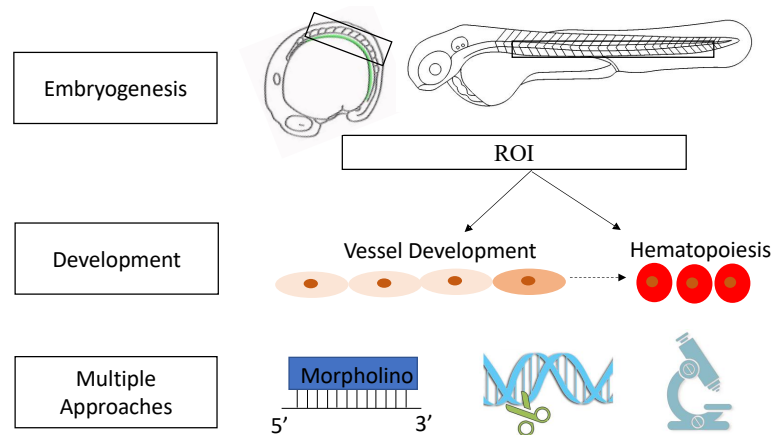 Embryogenesis
ROI
Development
Vessel Development
Hematopoiesis
Multiple
Approaches
Morpholino
5’
3’